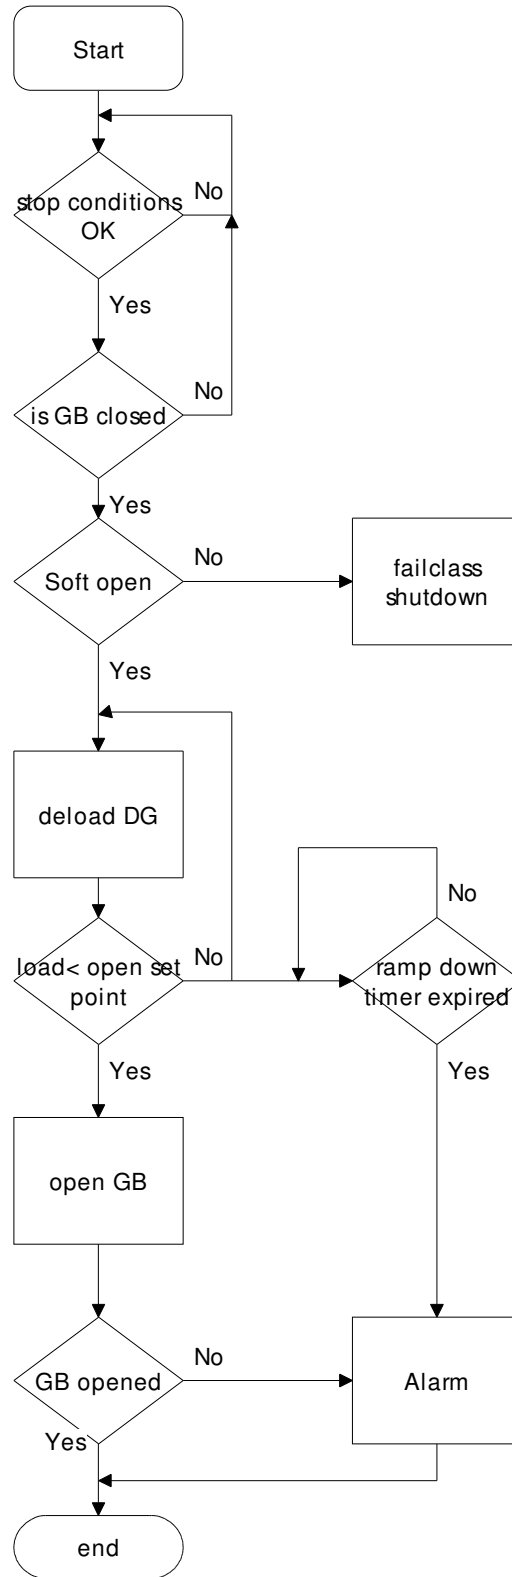 Start
No
stop conditions
OK
Yes
No
is GB closed
Yes
No
Soft open
failclass
shutdown
Yes
deload DG
No
No
load< open set
point
ramp down
timer expired
Yes
Yes
open GB
No
GB opened
Alarm
Yes
end